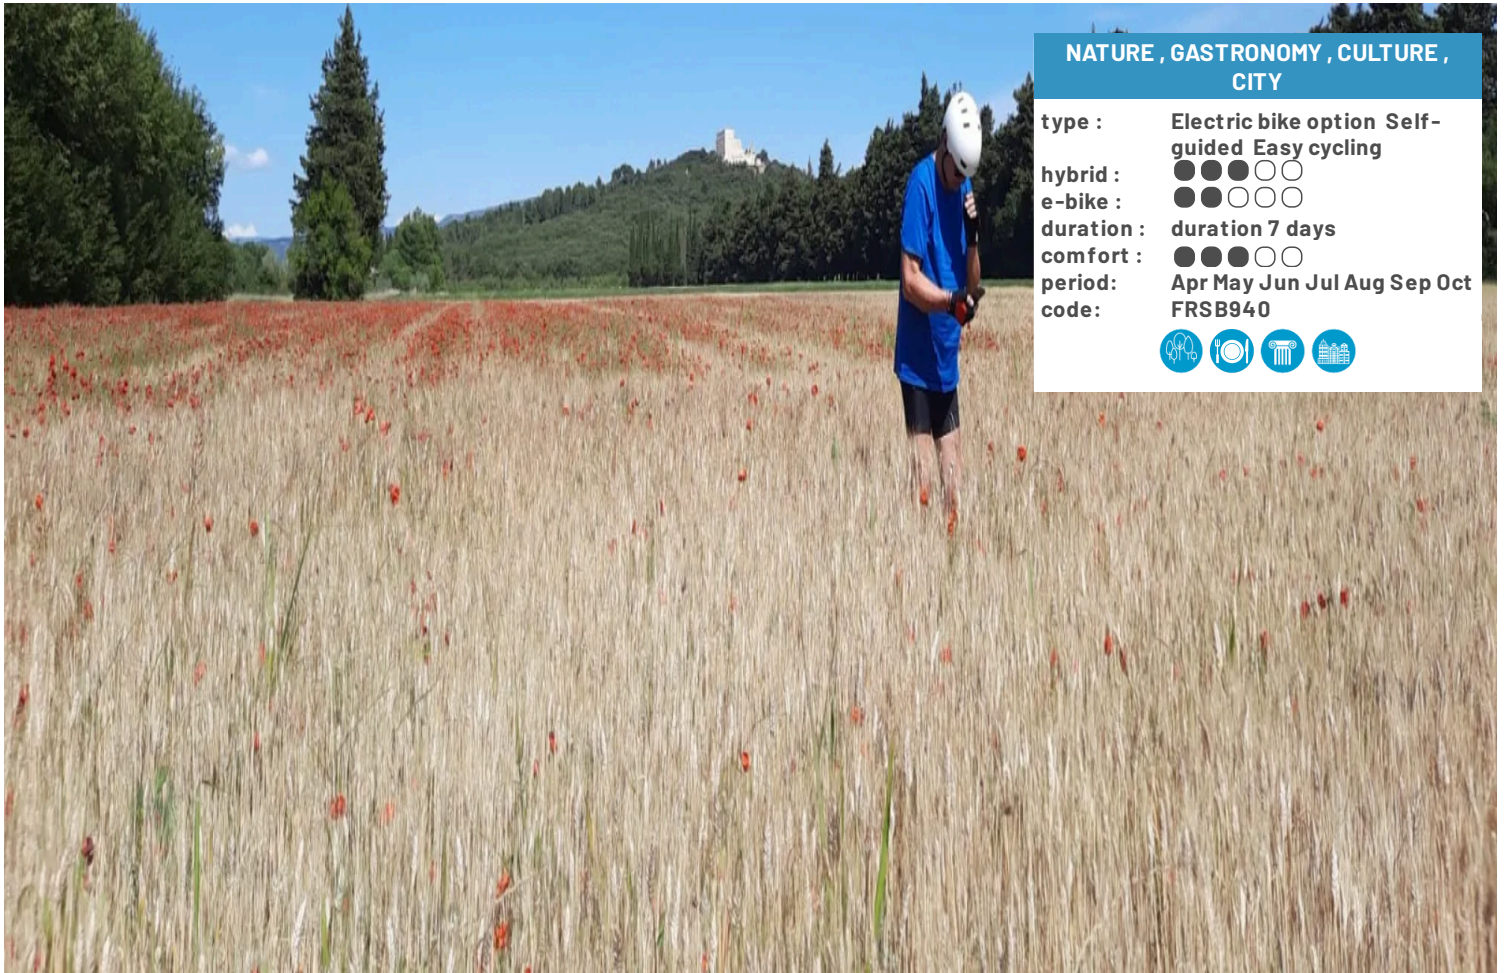 NATURE , GASTRONOMY , CULTURE ,
CITY
type : Electric bike option Self-
guided Easy cycling
hybrid :
e-bike :
duration : duration 7 days
comfort :
period: Apr May Jun Jul Aug Sep Oct
code: FRSB940